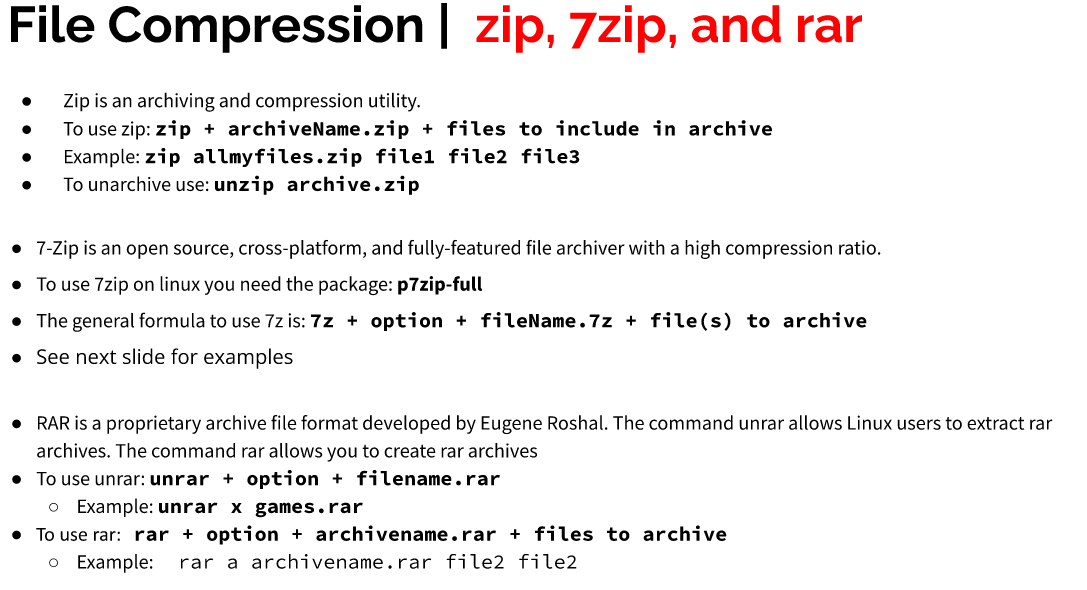 File Compression | zip, 7zip, and rar
● Zip is an archiving and compression utility.
● To use zip: zip + archiveName.zip + files to include in archive
● Example: zip allmyfiles.zip file1 file2 file3
● To unarchive use: unzip archive.zip
● 7-Zip is an open source, cross-platform, and fully-featured file archiver with a high compression ratio.
● To use 7zip on linux you need the package: p7zip-full
● The general formula to use 7z is: 7z + option + fileName.7z + file(s) to archive
● See next slide for examples
● RAR is a proprietary archive file format developed by Eugene Roshal. The command unrar allows Linux users to extract rar
archives. The command rar allows you to create rar archives
● To use unrar: unrar + option + filename.rar
○ Example: unrar x games.rar
● To use rar: rar + option + archivename.rar + files to archive
○ Example: rar a archivename.rar file2 file2